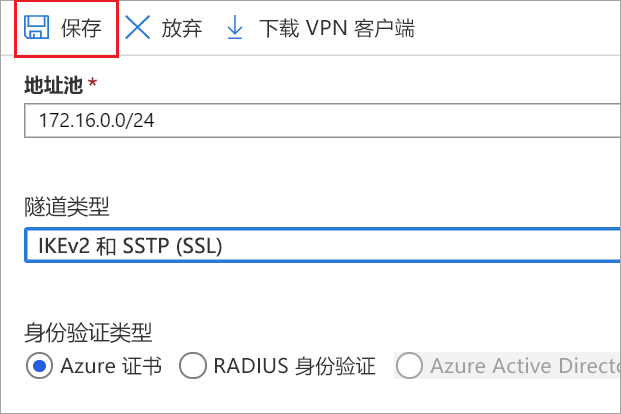 保存 放弃 下载 VPN 客户端
地址池 *
172.16.0.0/24
隧道类型
IKEv2 和 SSTP (SSL)
身份验证类型
Azure 证书 RADIUS 身份验证 Azure Active Directo